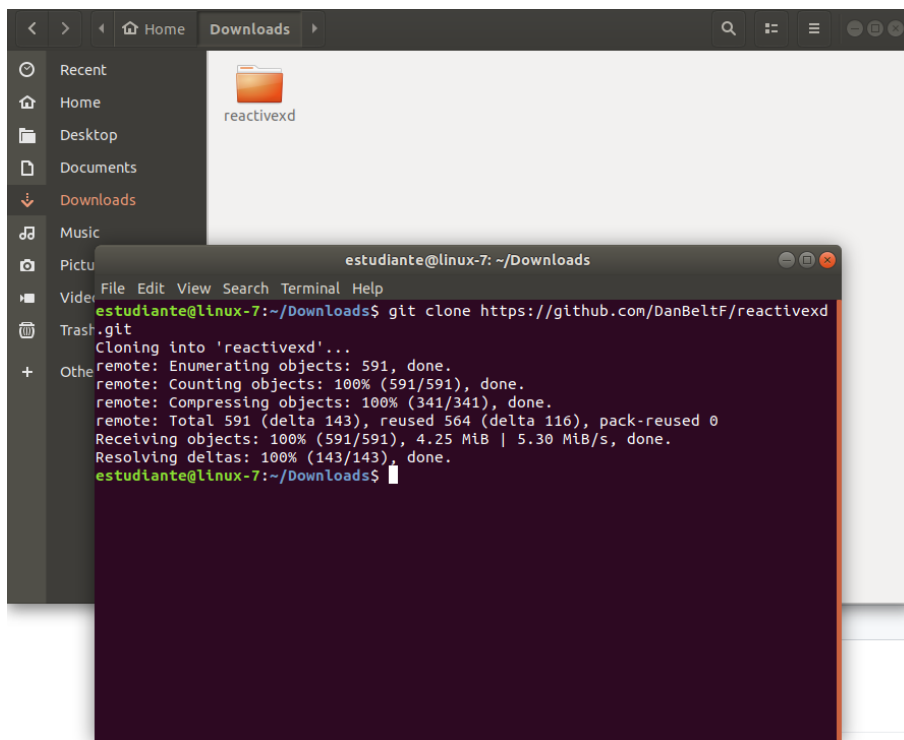 Home Downloads
Recent
Home
Desktop
Documents
Downloads
Music
Pictu
Vide
Trash
Othe
reactivexd
estudiante@linux-7: ~/Downloads
File Edit View Search Terminal Help
estudiante@linux-7:~/Downloads$ git clone https://github.com/DanBeltF/reactivexd
.git
Cloning into 'reactivexd'...
remote: Enumerating objects: 591, done.
remote: Counting objects: 100% (591/591), done.
remote: Compressing objects: 100% (341/341), done.
remote: Total 591 (delta 143), reused 564 (delta 116), pack-reused 0
Receiving objects: 100% (591/591), 4.25 MiB | 5.30 MiB/s, done.
Resolving deltas: 100% (143/143), done.
estudiante@linux-7:~/Downloads$